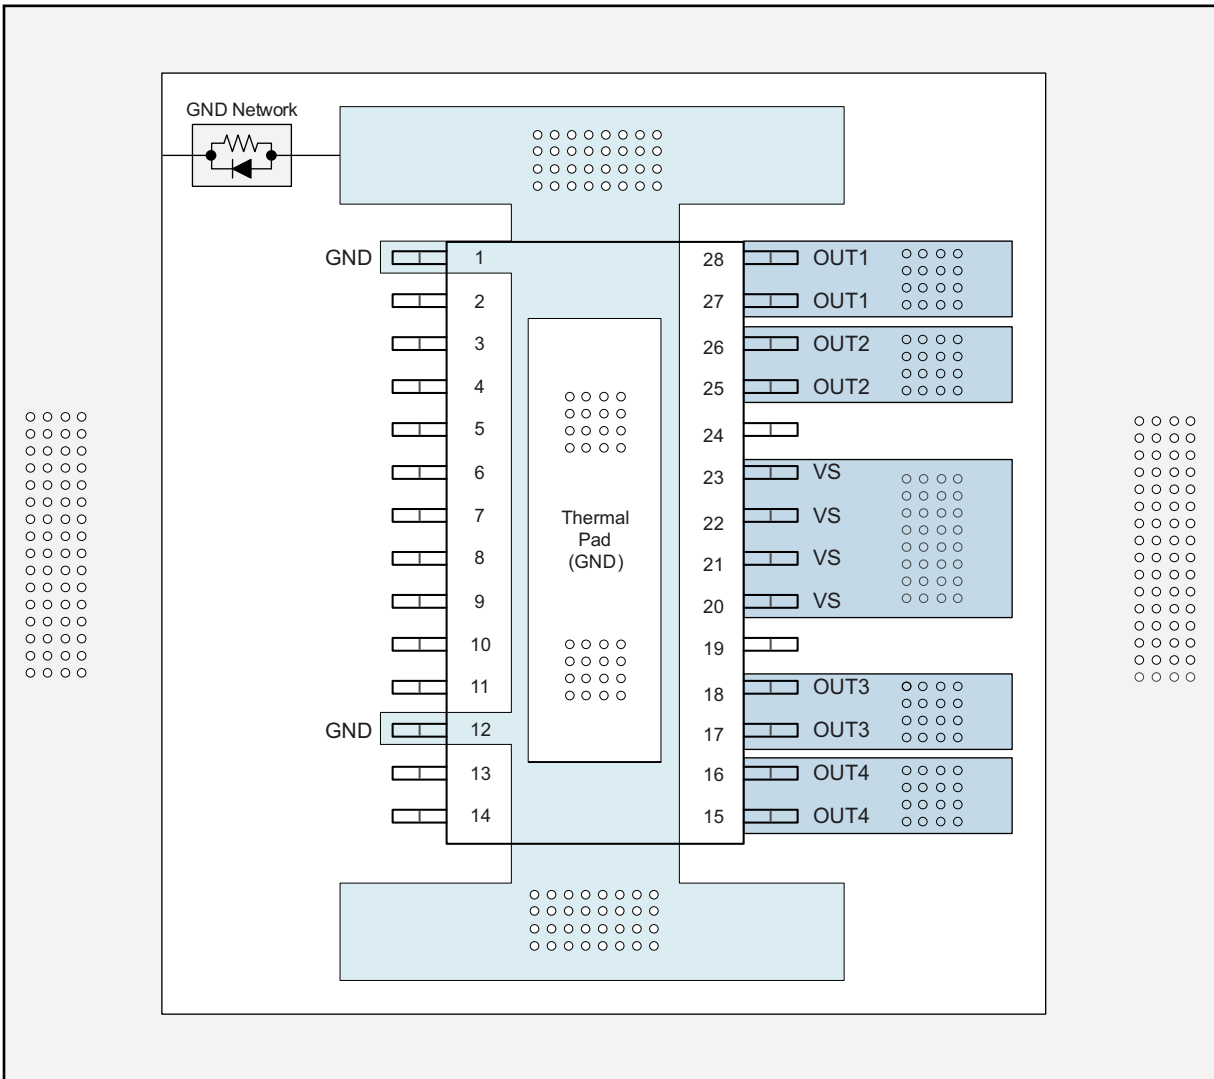 GND Network
GND 1 28 OUT1
2 27 OUT1
3 26 OUT2
4 25 OUT2
5 24
6 23 VS
7 22 VS
8 21 VS
9 20 VS
10 19
11 18 OUT3
GND 12 17 OUT3
13 16 OUT4
14 15 OUT4
Thermal
Pad
(GND)